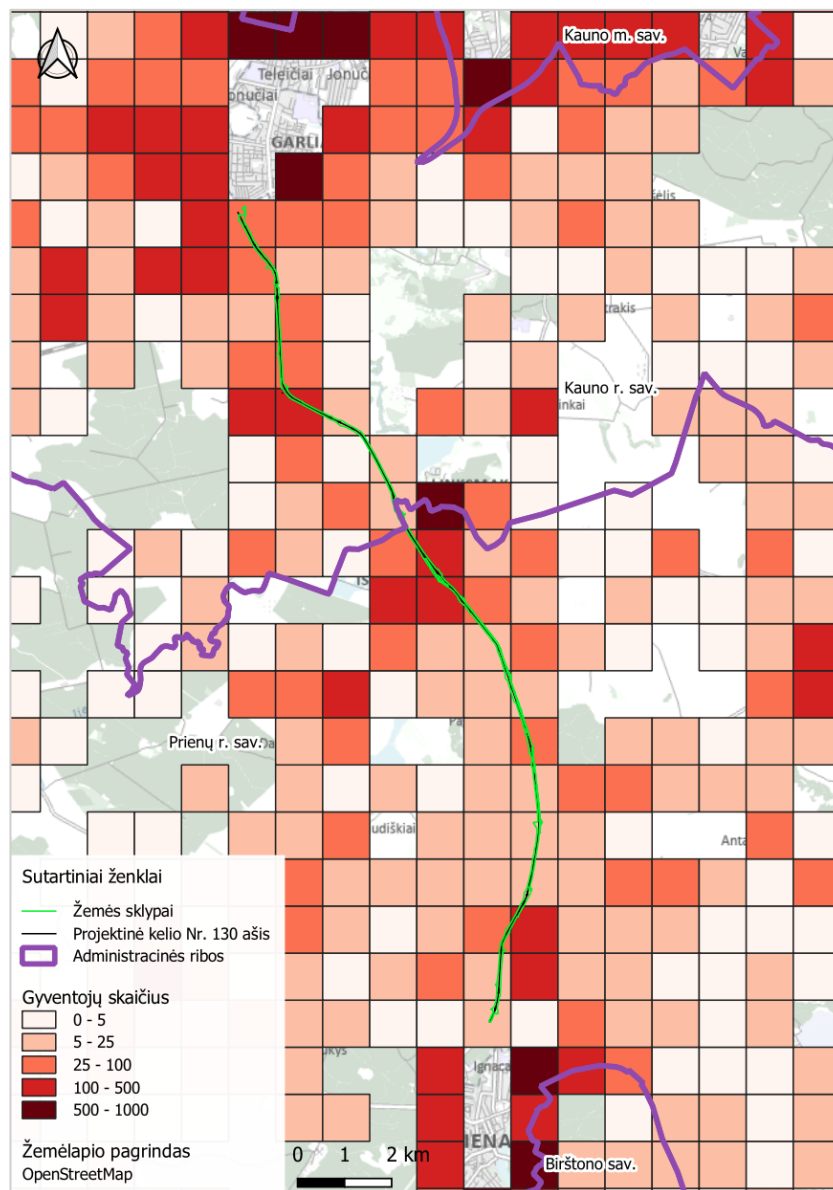 Kauno m. sav.
Teleičiai
Kauno r. sav.
Prienų r. sav.
Sutartiniai ženklai
Žemės sklypai
Projektinė kelio Nr. 130 ašis
Administracinės ribos
Gyventojų skaičius
0 - 5
5 - 25
25 - 100
100 - 500
500 - 1000
Žemėlapio pagrindas
OpenStreetMap
0 1 2 km
Birštono sav.